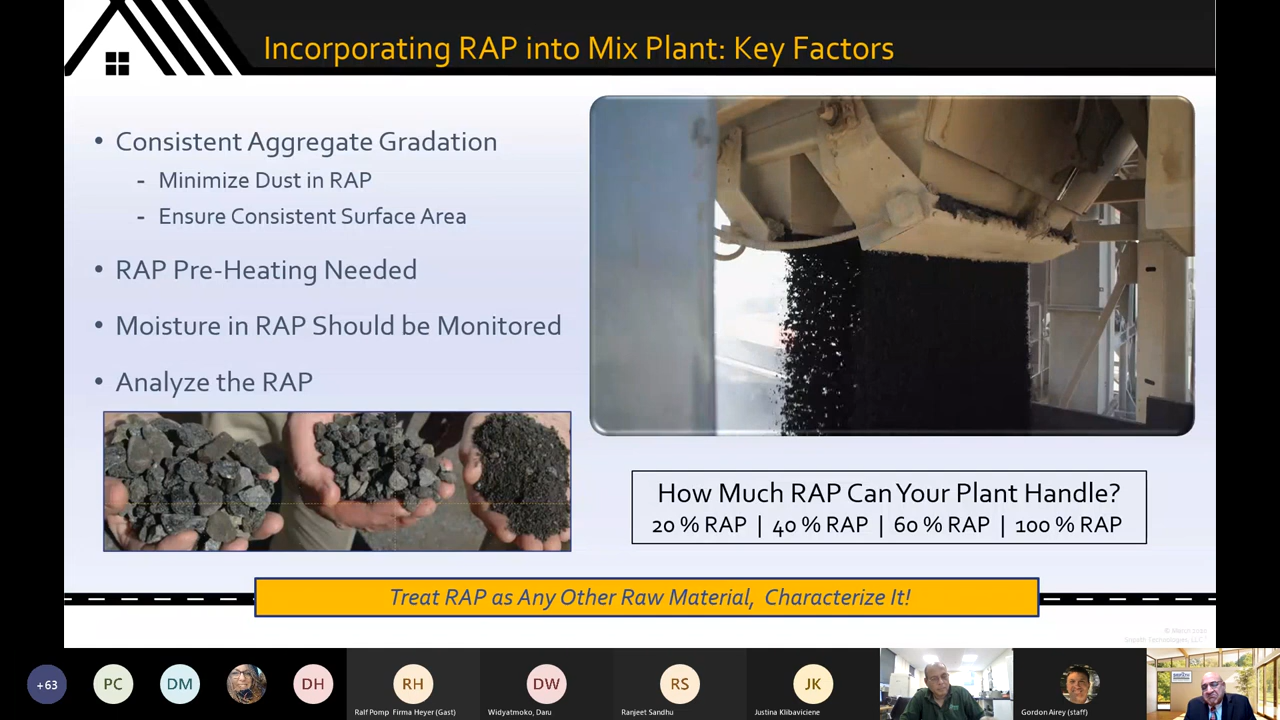 Incorporating RAP into Mix Plant: Key Factors
• Consistent Aggregate Gradation
- Minimize Dust in RAP
- Ensure Consistent Surface Area
• RAP Pre-Heating Needed
• Moisture in RAP Should be Monitored
• Analyze the RAP
How Much RAP Can Your Plant Handle?
20 % RAP | 40 % RAP | 60 % RAP | 100 % RAP
Treat RAP as Any Other Raw Material, Characterize It!
+63
PC
DM
DH
RH
Ralf Pomp Firma Heyer (Gast)
DW
Widyatmoko, Daru
RS
Ranjeet Sandhu
JK
Justina Klibaviciene
Gordon Airey (staff)